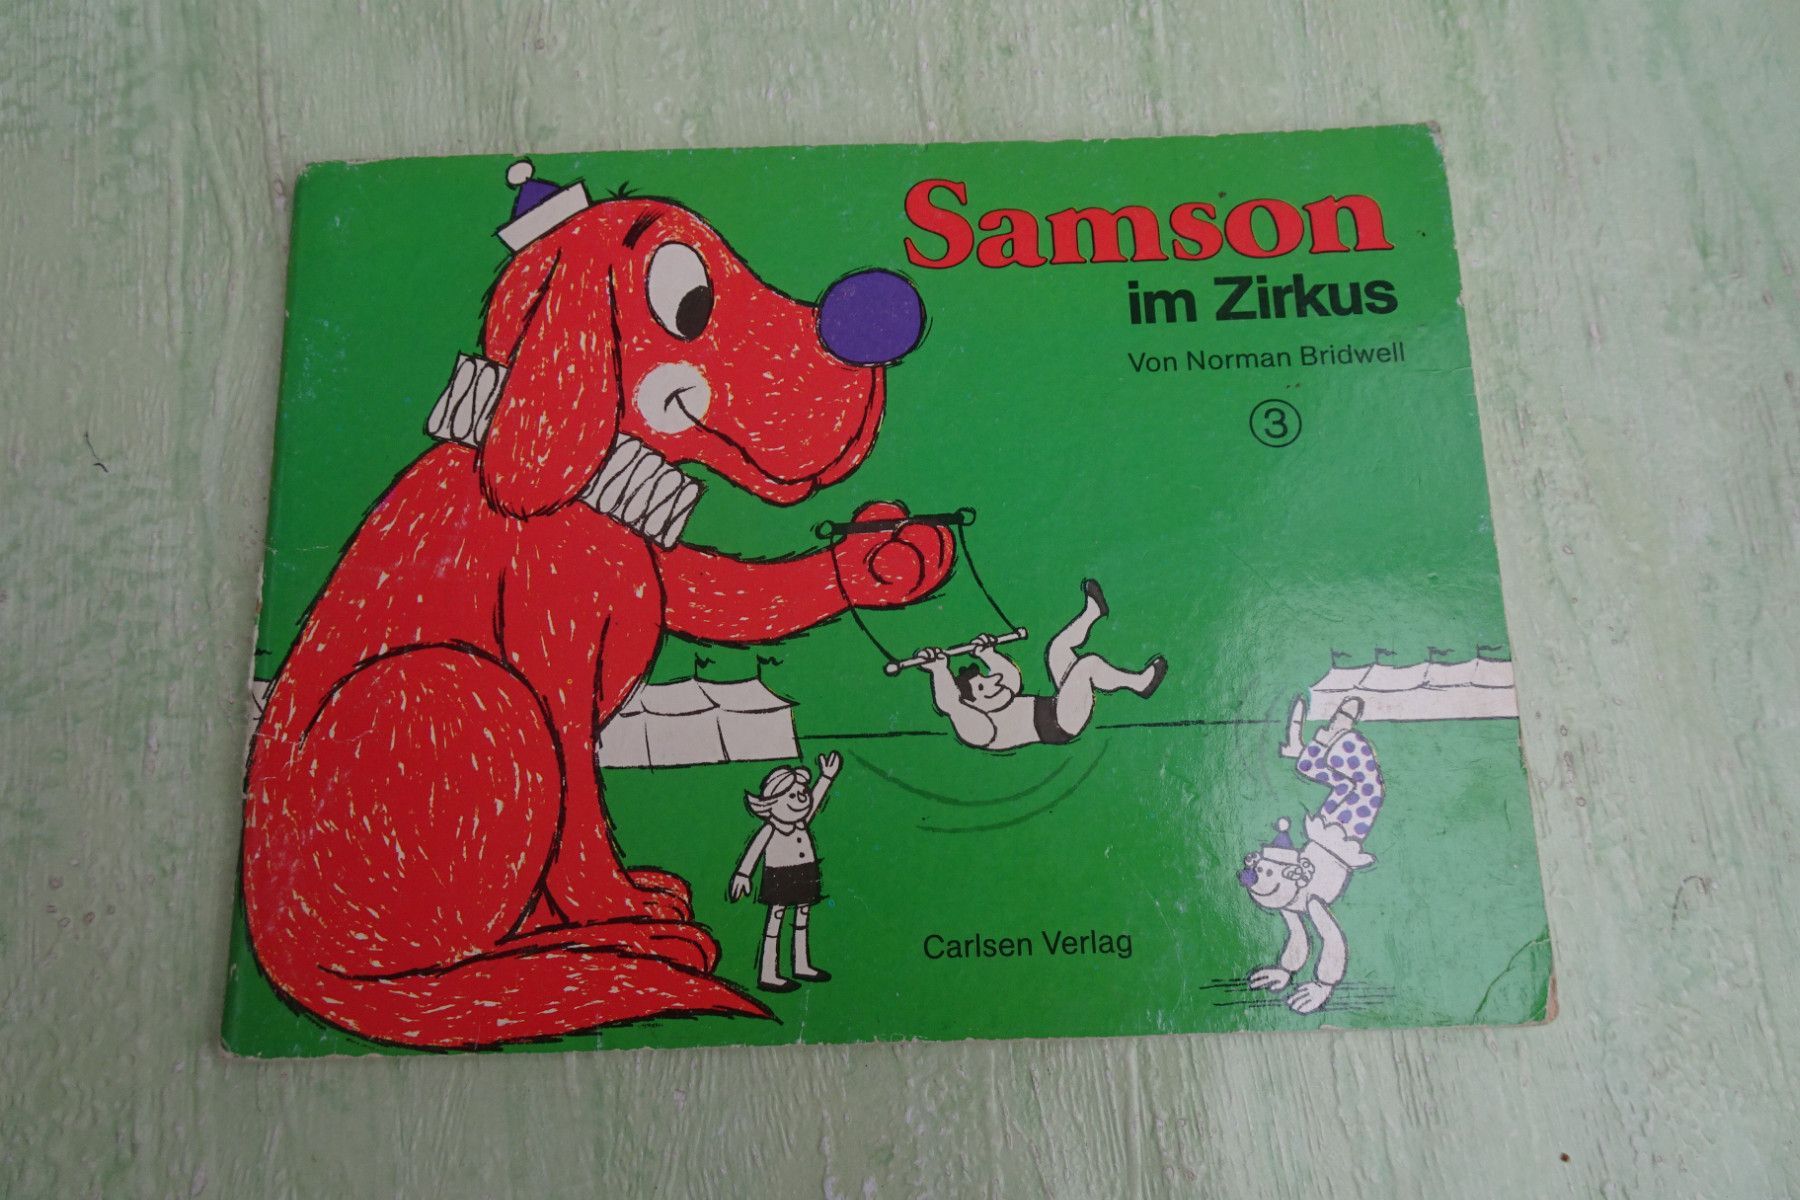 Samson
im Zirkus
Von Norman Bridwell
3
Carlsen Verlag